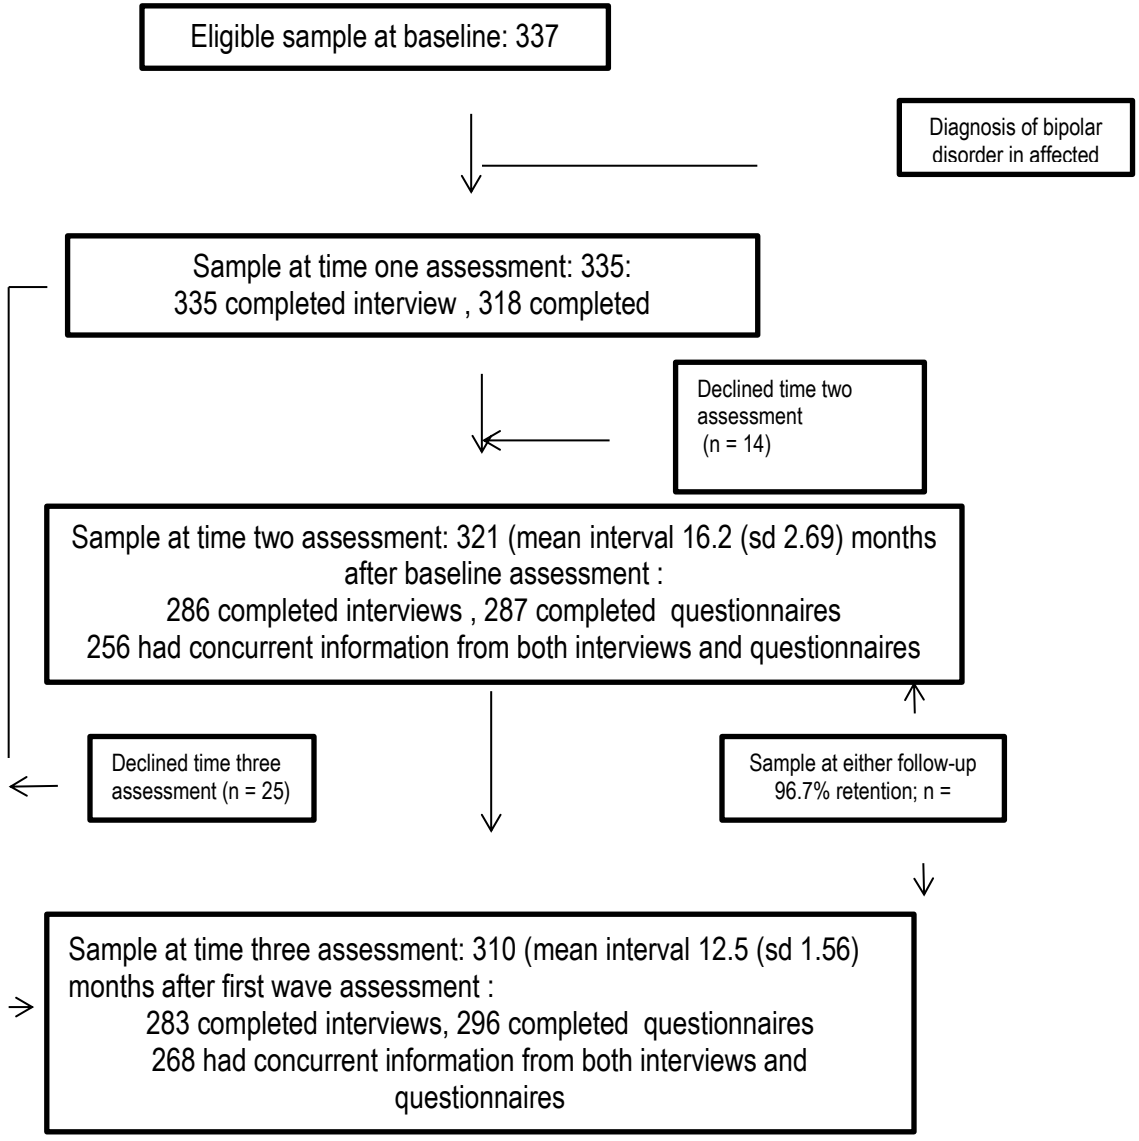 Eligible sample at baseline: 337
Diagnosis of bipolar
disorder in affected
Sample at time one assessment: 335:
335 completed interview , 318 completed
Declined time two
assessment
(n = 14)
Sample at time two assessment: 321 (mean interval 16.2 (sd 2.69) months
after baseline assessment :
286 completed interviews , 287 completed questionnaires
256 had concurrent information from both interviews and questionnaires
Declined time three
assessment (n = 25)
Sample at either follow-up
96.7% retention; n =
Sample at time three assessment: 310 (mean interval 12.5 (sd 1.56)
months after first wave assessment :
283 completed interviews, 296 completed questionnaires
268 had concurrent information from both interviews and
questionnaires